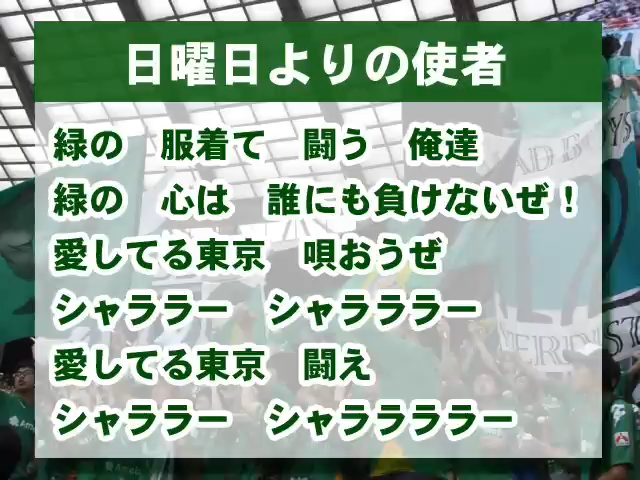 日曜日よりの使者
緑の　服着て　闘う　俺達
緑の　心は　誰にも負けないぜ！
愛してる東京　唄おうぜ
シャララー　シャラララー
愛してる東京　闘え
シャララー　シャララララー